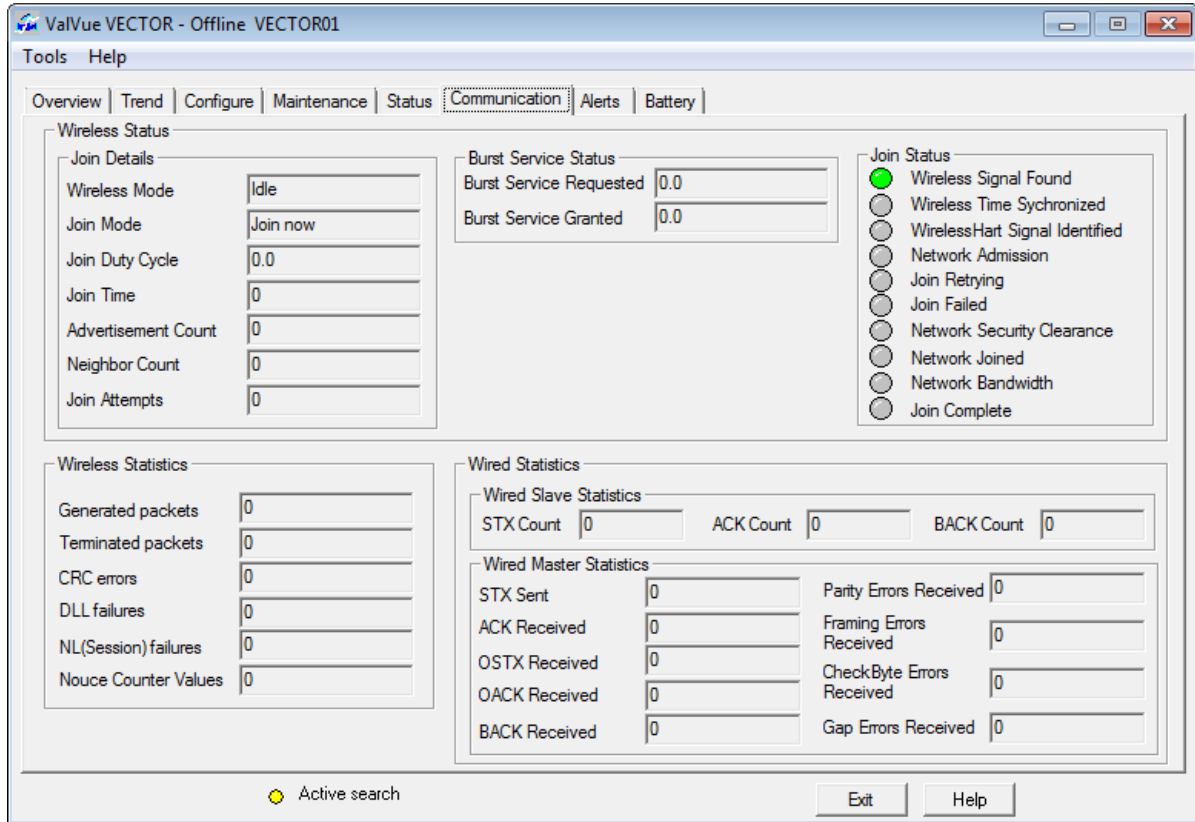 ValVue VECTOR - Offline VECTOR01
Tools Help
Overview Trend Configure Maintenance Status Communication Alerts Battery
Wireless Status
Join Details
Wireless Mode Idle
Join Mode Join now
Join Duty Cycle 0.0
Join Time 0
Advertisement Count 0
Neighbor Count 0
Join Attempts 0
Burst Service Status
Burst Service Requested 0.0
Burst Service Granted 0.0
Join Status
Wireless Signal Found
Wireless Time Sychronized
WirelessHart Signal Identified
Network Admission
Join Retrying
Join Failed
Network Security Clearance
Network Joined
Network Bandwidth
Join Complete
Wireless Statistics
Generated packets 0
Terminated packets 0
CRC errors 0
DLL failures 0
NL(Session) failures 0
Nouce Counter Values 0
Wired Statistics
Wired Slave Statistics
STX Count 0 ACK Count 0 BACK Count 0
Wired Master Statistics
STX Sent 0
ACK Received 0
OSTX Received 0
OACK Received 0
BACK Received 0
Parity Errors Received 0
Framing Errors
Received 0
CheckByte Errors
Received 0
Gap Errors Received 0
Active search
Exit Help